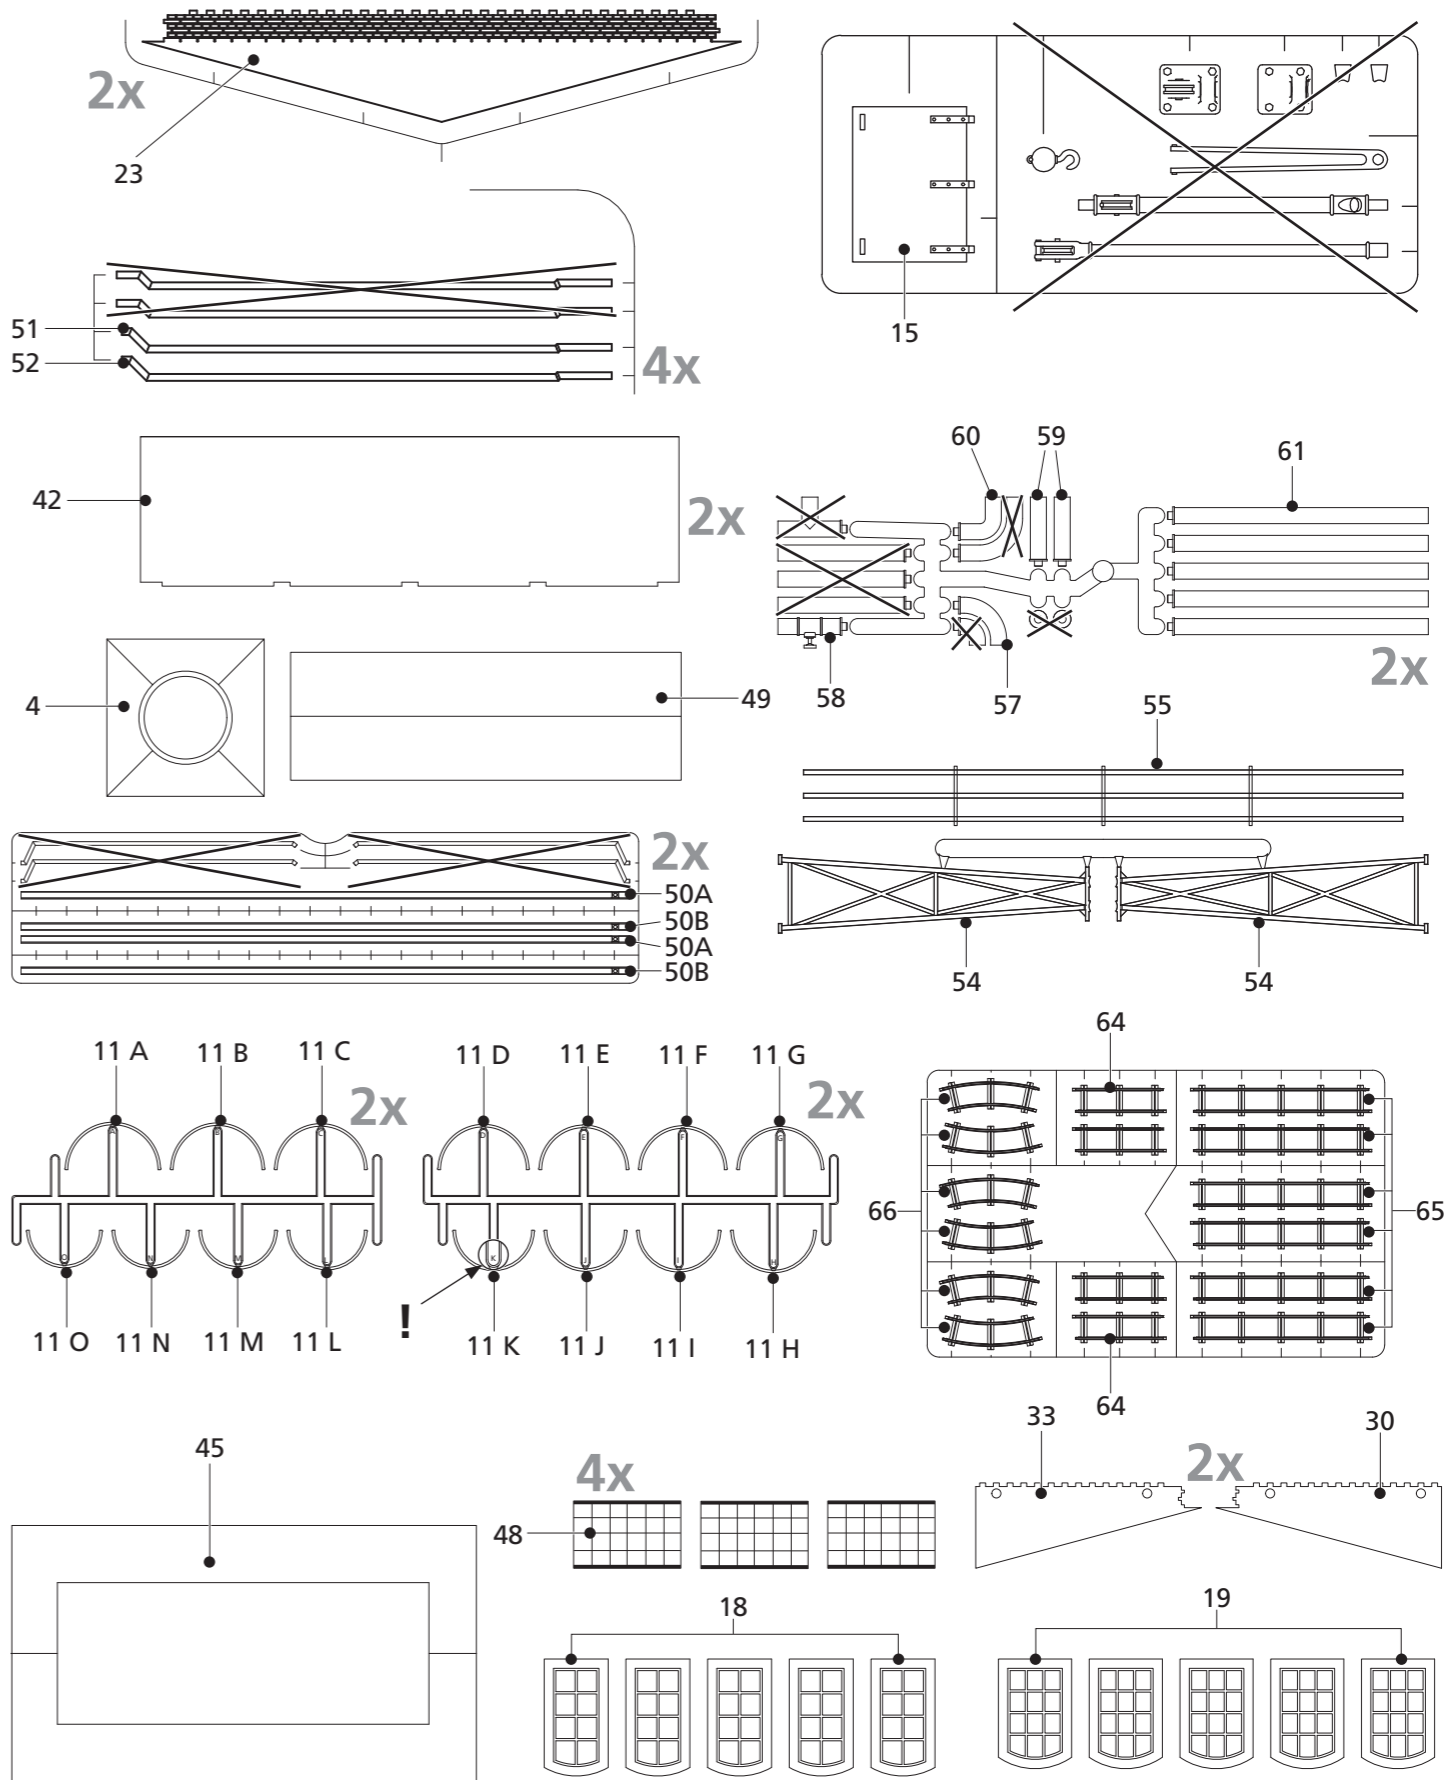 2x
23
15
51
52
4x
42
2x
60
59
61
58
57
2x
4
49
55
2x
50A
50B
50A
50B
54
54
11 A
11 B
11 C
2x
11 D
11 E
11 F
11 G
2x
A
B
C
D
E
F
G
O
N
M
L
K
J
I
H
!
11 O
11 N
11 M
11 L
11 K
11 J
11 I
11 H
64
66
65
64
45
4x
48
33
2x
30
18
19